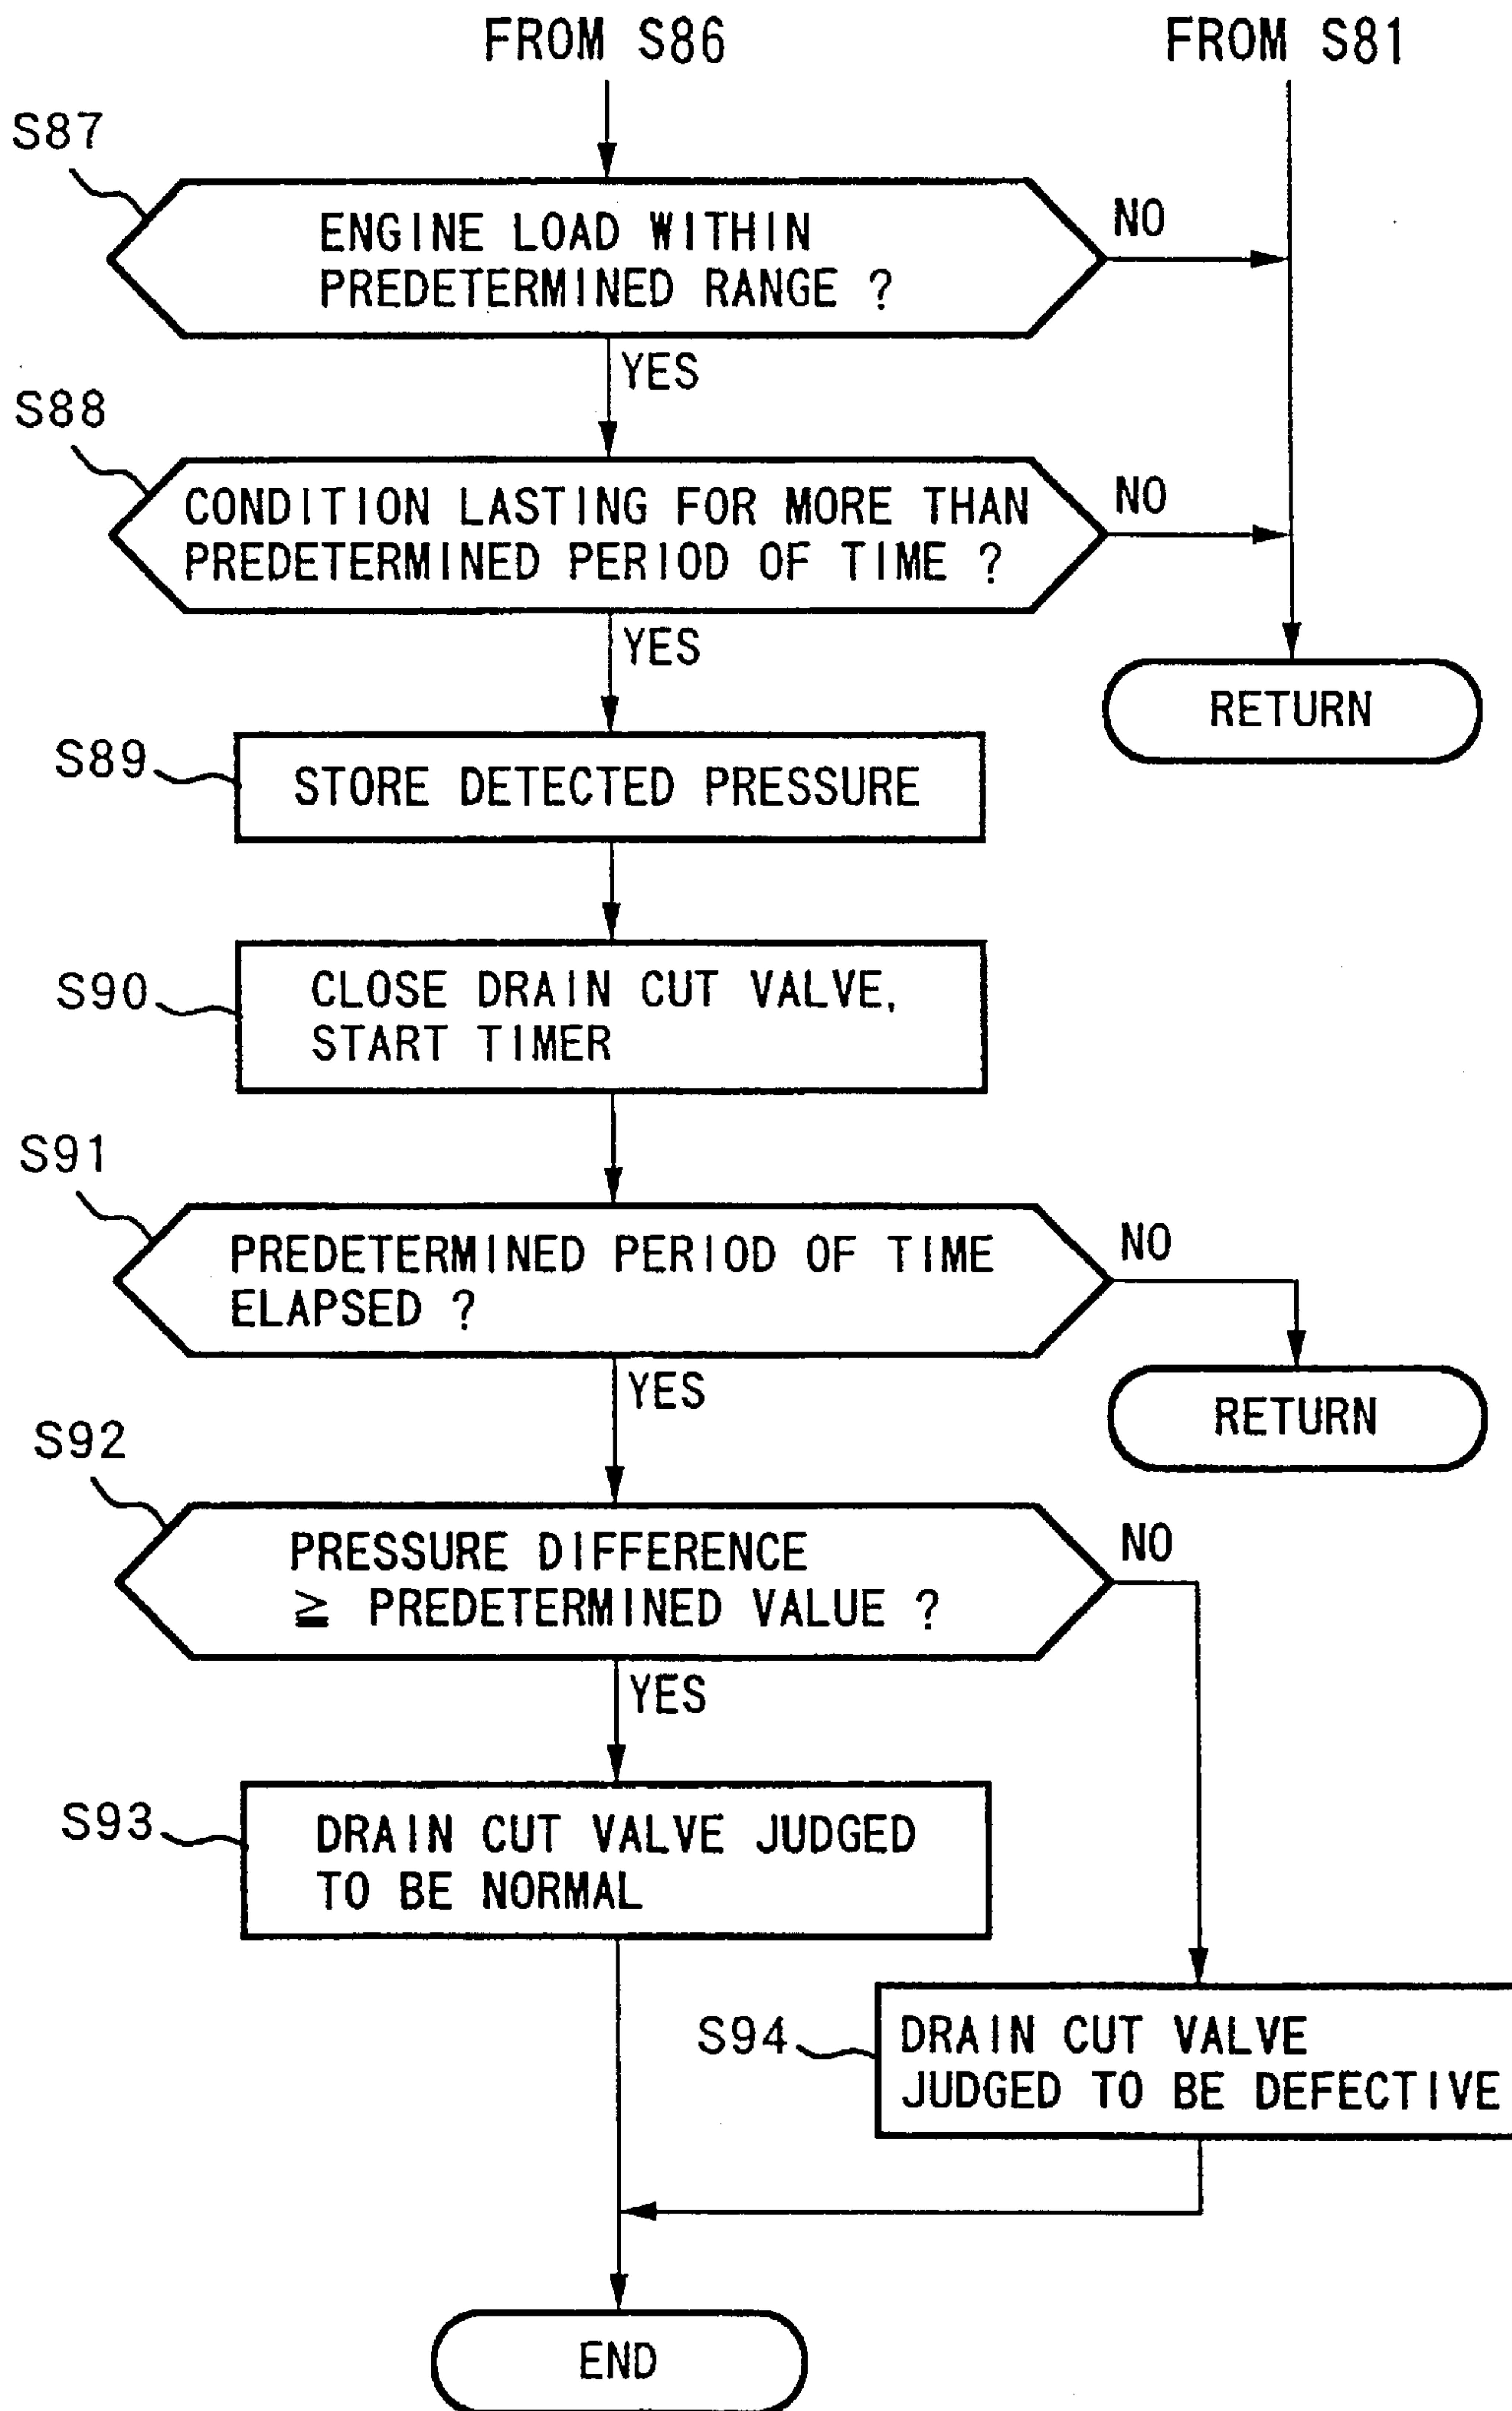 FROM S86
FROM S81
S87
ENGINE LOAD WITHIN
PREDETERMINED RANGE ?
NO
YES
S88
CONDITION LASTING FOR MORE THAN
PREDETERMINED PERIOD OF TIME ?
NO
YES
RETURN
S89
STORE DETECTED PRESSURE
S90
CLOSE DRAIN CUT VALVE,
START TIMER
S91
PREDETERMINED PERIOD OF TIME
ELAPSED ?
NO
YES
RETURN
S92
PRESSURE DIFFERENCE
≧ PREDETERMINED VALUE ?
NO
YES
S93
DRAIN CUT VALVE JUDGED
TO BE NORMAL
S94
DRAIN CUT VALVE
JUDGED TO BE DEFECTIVE
END